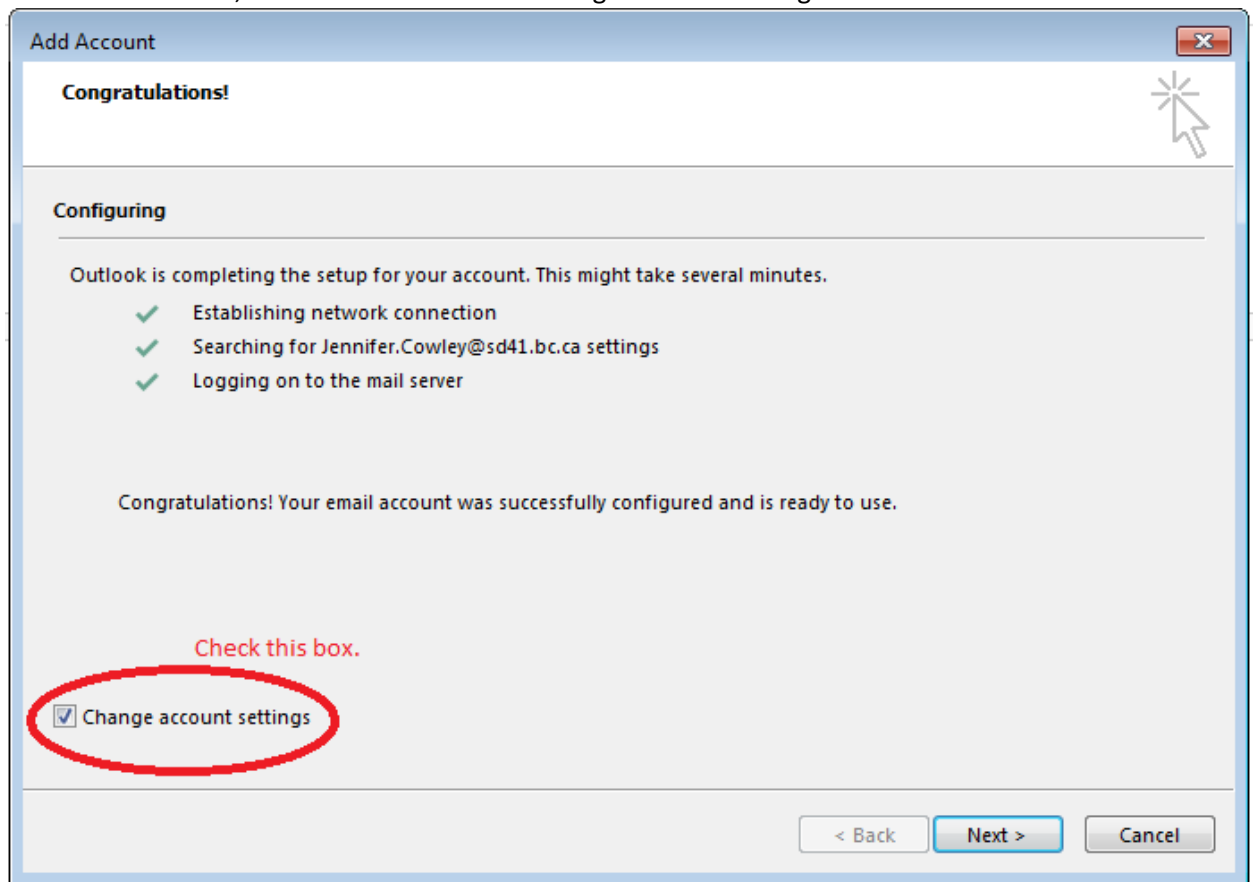 Add Account
Congratulations!
Configuring
Outlook is completing the setup for your account. This might take several minutes.
Establishing network connection
Searching for Jennifer.Cowley@sd41.bc.ca settings
Logging on to the mail server
Congratulations! Your email account was successfully configured and is ready to use.
Check this box.
Change account settings
< Back Next > Cancel